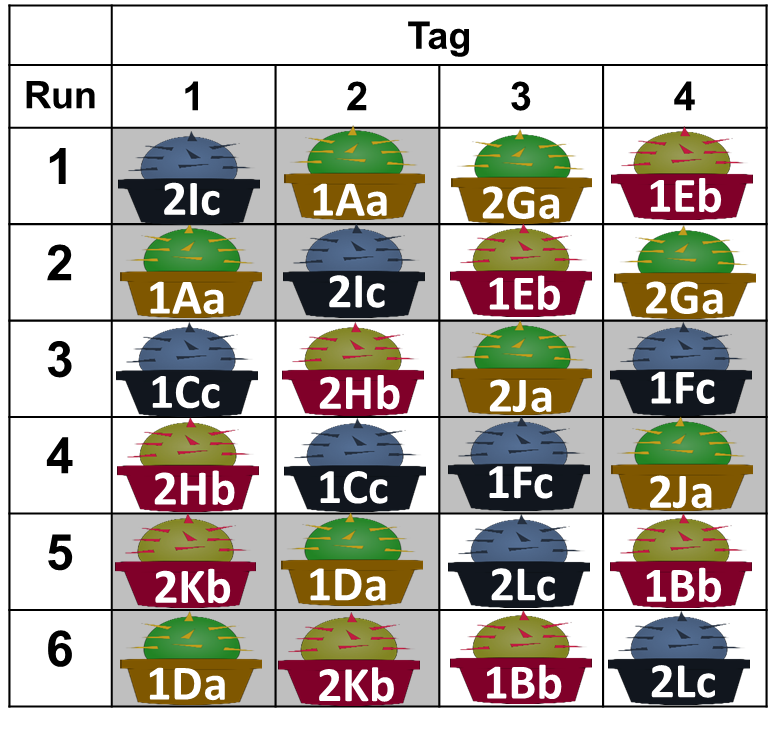 Tag
Run 1 2 3 4
1 2Ic 1Aa 2Ga 1Eb
2 1Aa 2Ic 1Eb 2Ga
3 1Cc 2Hb 2Ja 1Fc
4 2Hb 1Cc 1Fc 2Ja
5 2Kb 1Da 2Lc 1Bb
6 1Da 2Kb 1Bb 2Lc